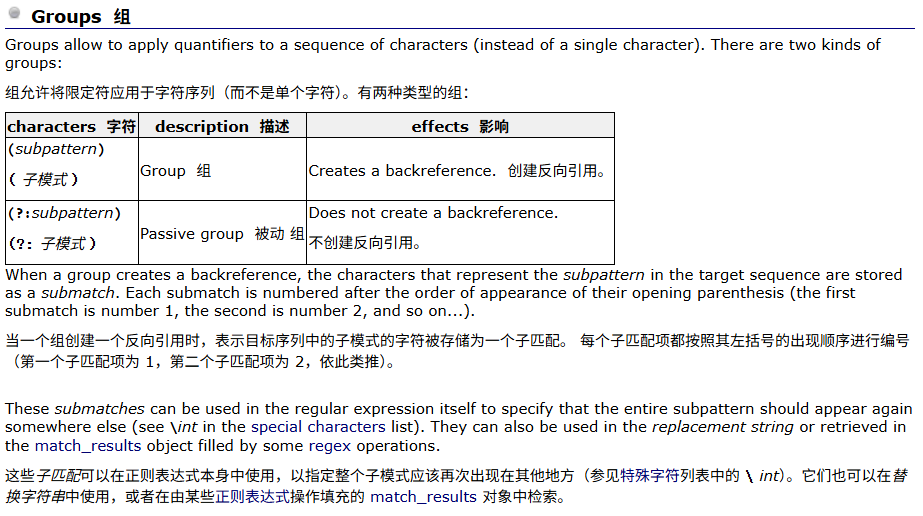 Groups 组
Groups allow to apply quantifiers to a sequence of characters (instead of a single character). There are two kinds of
groups:
组允许将限定符应用于字符序列（而不是单个字符）。有两种类型的组：
characters 字符 description 描述 effects 影响
(subpattern)
( 子模式 )
Group 组
Creates a backreference. 创建反向引用。
(?:subpattern)
(?: 子模式 )
Passive group 被动 组
Does not create a backreference.
不创建反向引用。
When a group creates a backreference, the characters that represent the subpattern in the target sequence are stored
as a submatch. Each submatch is numbered after the order of appearance of their opening parenthesis (the first
submatch is number 1, the second is number 2, and so on...).
当一个组创建一个反向引用时，表示目标序列中的子模式的字符被存储为一个子匹配。 每个子匹配项都按照其左括号的出现顺序进行编号
（第一个子匹配项为 1，第二个子匹配项为 2，依此类推）。
These submatches can be used in the regular expression itself to specify that the entire subpattern should appear again
somewhere else (see \int in the special characters list). They can also be used in the replacement string or retrieved in
the match_results object filled by some regex operations.
这些子匹配可以在正则表达式本身中使用，以指定整个子模式应该再次出现在其他地方（参见特殊字符列表中的 \ int）。它们也可以在替
换字符串中使用，或者在由某些正则表达式操作填充的 match_results 对象中检索。